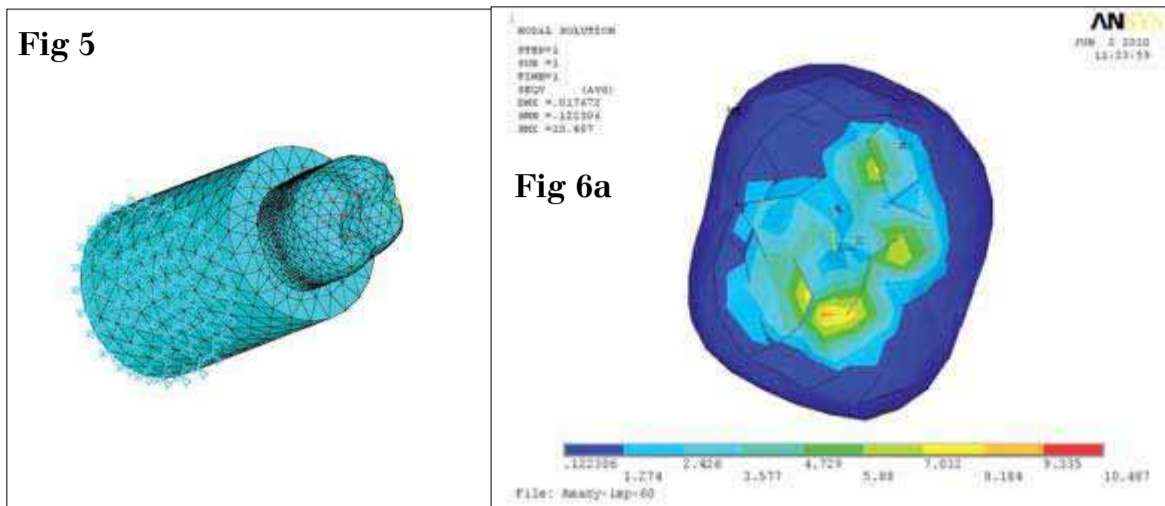 Fig 5
1
NODAL SOLUTION
STEP=1
SUB =1
TIME=1
SEQV (AVG)
DMX =.017672
SMN =.122306
SMX =10.487
ANSYS
JUN 2 2010
Fig 6a
.122306 2.426 4.729 7.032 9.335
1.274 3.577 5.88 8.184 10.487